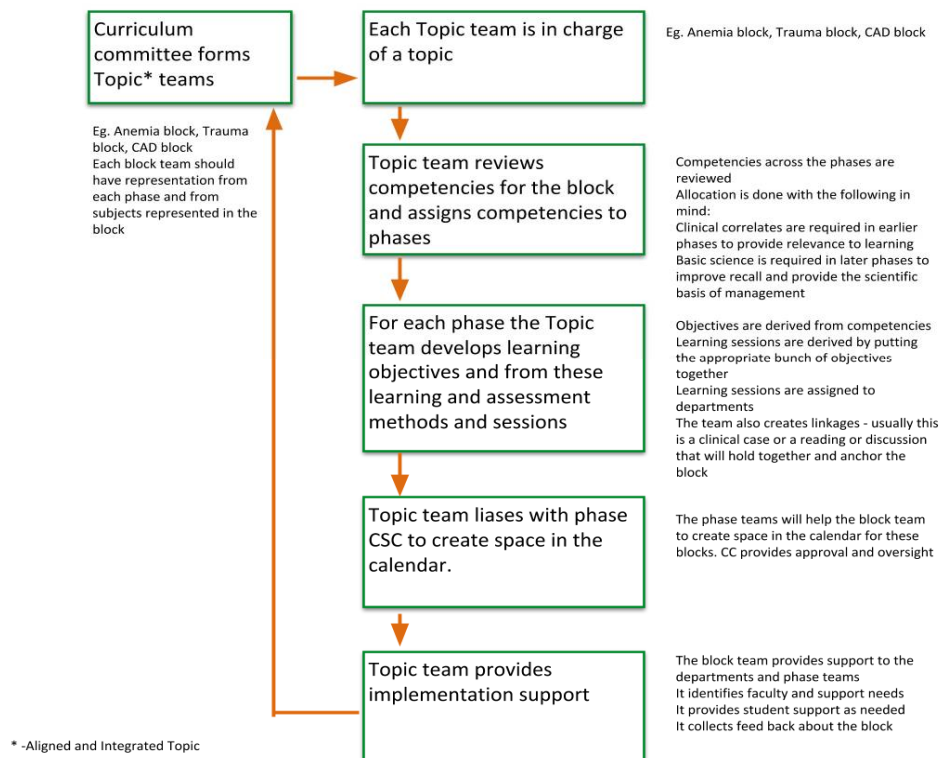 Curriculum
committee forms
Topic* teams
Each Topic team is in charge
of a topic
Eg. Anemia block, Trauma block, CAD block
Eg. Anemia block, Trauma
block, CAD block
Each block team should
have representation from
each phase and from
subjects represented in the
block
Topic team reviews
competencies for the block
and assigns competencies to
phases
Competencies across the phases are
reviewed
Allocation is done with the following in
mind:
Clinical correlates are required in earlier
phases to provide relevance to learning
Basic science is required in later phases to
improve recall and provide the scientific
basis of management
For each phase the Topic
team develops learning
objectives and from these
learning and assessment
methods and sessions
Objectives are derived from competencies
Learning sessions are derived by putting
the appropriate bunch of objectives
together
Learning sessions are assigned to
departments
The team also creates linkages - usually this
is a clinical case or a reading or discussion
that will hold together and anchor the
block
Topic team liases with phase
CSC to create space in the
calendar.
The phase teams will help the block team
to create space in the calendar for these
blocks. CC provides approval and oversight
Topic team provides
implementation support
The block team provides support to the
departments and phase teams
It identifies faculty and support needs
It provides student support as needed
It collects feed back about the block
* -Aligned and Integrated Topic